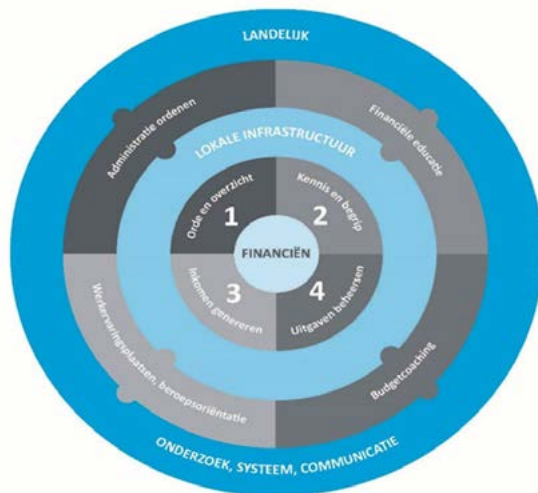 LANDELIJK
Administratie ordenen
Financiële educatie
LOKALE INFRASTRUCTUUR
Orde en overzicht
1
Kennis en begrip
2
FINANCIËN
3
Inkomen genereren
4
Uitgaven beheersen
Werkervaringsplaatsen, beroepsoriëntatie
Budgetcoaching
ONDERZOEK, SYSTEEM, COMMUNICATIE